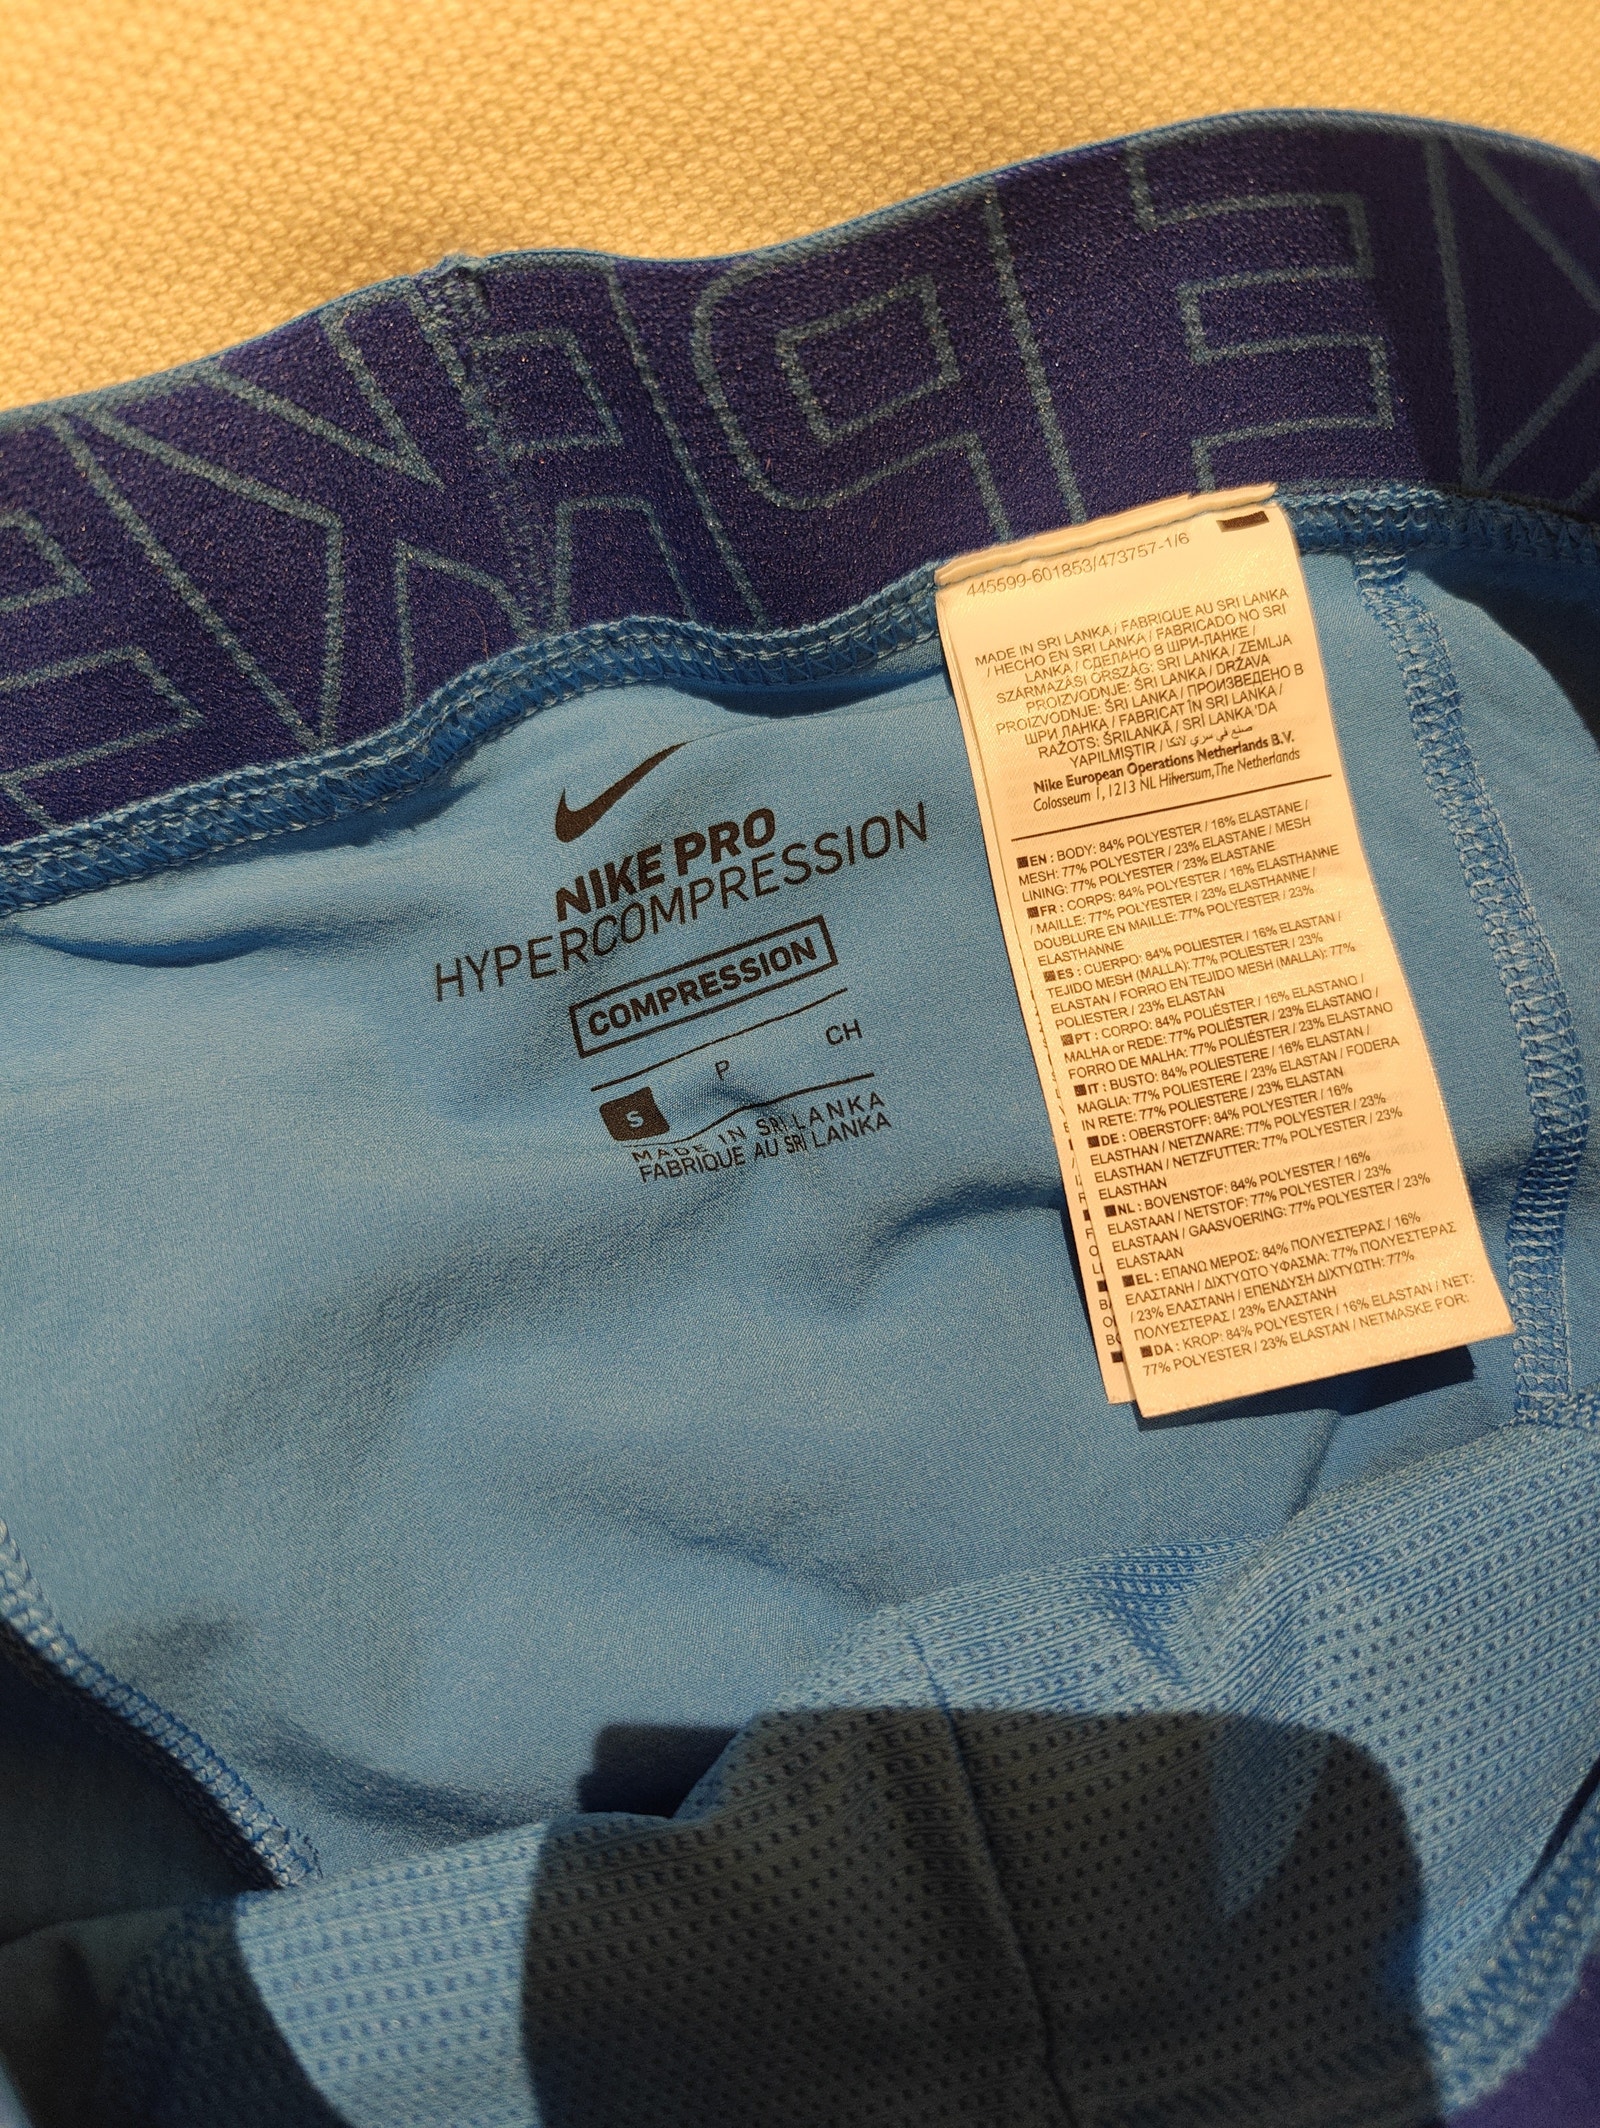 NIKE PRO
HYPERCOMPRESSION
COMPRESSION
S P CH
MADE IN SRI LANKA
FABRIQUE AU SRI LANKA
445599-601853/473757-1/6
MADE IN SRI LANKA / FABRIQUE AU SRI LANKA
/ HECHO EN SRI LANKA / FABRICADO NO SRI
LANKA / СДЕЛАНО В ШРИ-ЛАНКЕ /
SZÁRMAZÁSI ORSZÁG: SRI LANKA / ZEMLJA
PROIZVODNJE: ŠRI LANKA / DRŽAVA
PROIZVODNJE: ŠRI LANKA / ПРОИЗВЕДЕНО В
ШРИ ЛАНКА / FABRICAT ÎN SRI LANKA /
RAŽOTS: ŠRILANKĀ / SRİ LANKA'DA
YAPILMIŞTIR / صنع في سري لانكا
Nike European Operations Netherlands B.V.
Colosseum 1, 1213 NL Hilversum, The Netherlands
EN : BODY: 84% POLYESTER / 16% ELASTANE /
MESH: 77% POLYESTER / 23% ELASTANE / MESH
LINING: 77% POLYESTER / 23% ELASTANE
FR : CORPS: 84% POLYESTER / 16% ELASTHANNE
/ MAILLE: 77% POLYESTER / 23% ELASTHANNE /
DOUBLURE EN MAILLE: 77% POLYESTER / 23%
ELASTHANNE
ES : CUERPO: 84% POLIESTER / 16% ELASTAN /
TEJIDO MESH (MALLA): 77% POLIESTER / 23%
ELASTAN / FORRO EN TEJIDO MESH (MALLA): 77%
POLIESTER / 23% ELASTAN
PT : CORPO: 84% POLIÉSTER / 16% ELASTANO /
MALHA or REDE: 77% POLIÉSTER / 23% ELASTANO /
FORRO DE MALHA: 77% POLIÉSTER / 23% ELASTANO
IT : BUSTO: 84% POLIESTERE / 16% ELASTAN /
MAGLIA: 77% POLIESTERE / 23% ELASTAN / FODERA
IN RETE: 77% POLIESTERE / 23% ELASTAN
DE : OBERSTOFF: 84% POLYESTER / 16%
ELASTHAN / NETZWARE: 77% POLYESTER / 23%
ELASTHAN / NETZFUTTER: 77% POLYESTER / 23%
ELASTHAN
NL : BOVENSTOF: 84% POLYESTER / 16%
ELASTAAN / NETSTOF: 77% POLYESTER / 23%
ELASTAAN / GAASVOERING: 77% POLYESTER / 23%
ELASTAAN
EL : ΕΠΑΝΩ ΜΕΡΟΣ: 84% ΠΟΛΥΕΣΤΕΡΑΣ / 16%
ΕΛΑΣΤΑΝΗ / ΔΙΧΤΥΩΤΟ ΥΦΑΣΜΑ: 77% ΠΟΛΥΕΣΤΕΡΑΣ
/ 23% ΕΛΑΣΤΑΝΗ / ΕΠΕΝΔΥΣΗ ΔΙΧΤΥΩΤΗ: 77%
ΠΟΛΥΕΣΤΕΡΑΣ / 23% ΕΛΑΣΤΑΝΗ
DA : KROP: 84% POLYESTER / 16% ELASTAN / NET:
77% POLYESTER / 23% ELASTAN / NETMASKE FOR: